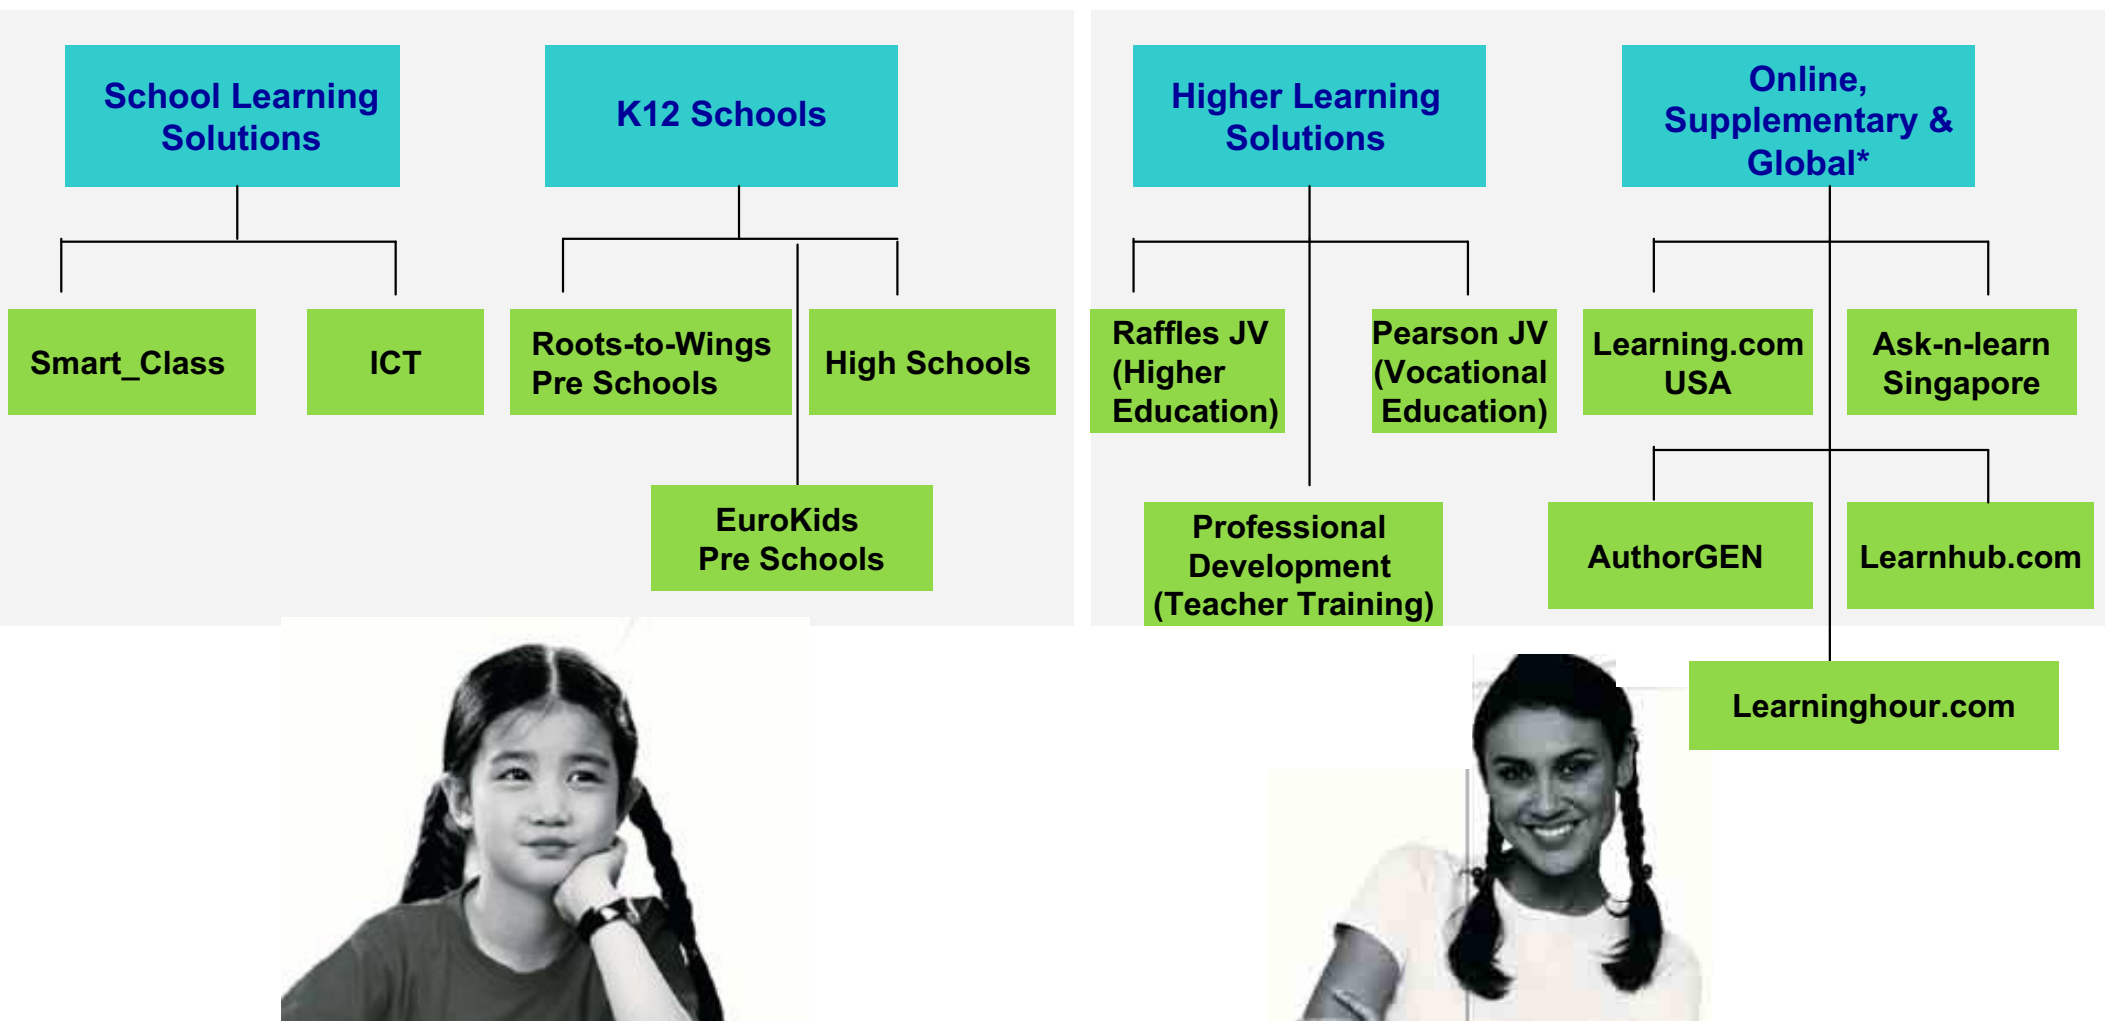 School Learning
Solutions
K12 Schools
Higher Learning
Solutions
Online,
Supplementary &
Global*
Smart_Class
ICT
Roots-to-Wings
Pre Schools
High Schools
EuroKids
Pre Schools
Raffles JV
(Higher
Education)
Pearson JV
(Vocational
Education)
Professional
Development
(Teacher Training)
Learning.com
USA
Ask-n-learn
Singapore
AuthorGEN
Learnhub.com
Learninghour.com